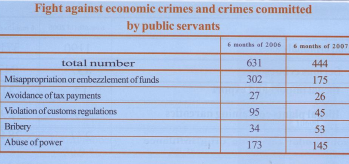 Fight against economic crimes and crimes committed
by public servants
6 months of 2006 6 months of 2007
total number 631 444
Misappropriation or embezzlement of funds 302 175
Avoidance of tax payments 27 26
Violation of customs regulations 95 45
Bribery 34 53
Abuse of power 173 145